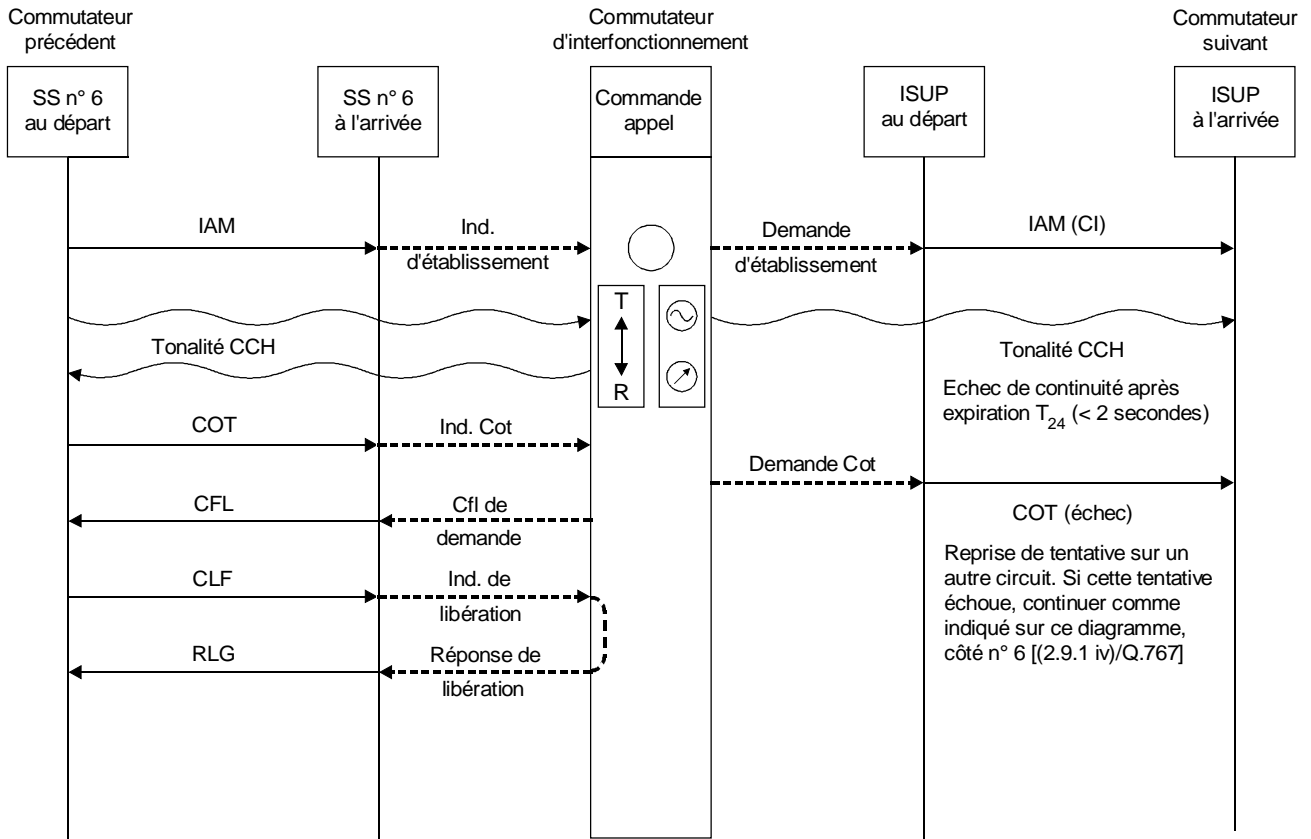 Commutateur
précédent
Commutateur
d'interfonctionnement
Commutateur
suivant
SS n° 6
au départ
SS n° 6
à l'arrivée
Commande
appel
ISUP
au départ
ISUP
à l'arrivée
IAM
Ind.
d'établissement
Demande
d'établissement
IAM (CI)
T
R
Tonalité CCH
Tonalité CCH
Echec de continuité après
expiration T24 (< 2 secondes)
COT
Ind. Cot
Demande Cot
COT (échec)
CFL
Cfl de
demande
Reprise de tentative sur un
autre circuit. Si cette tentative
échoue, continuer comme
indiqué sur ce diagramme,
côté n° 6 [(2.9.1 iv)/Q.767]
CLF
Ind. de
libération
RLG
Réponse de
libération